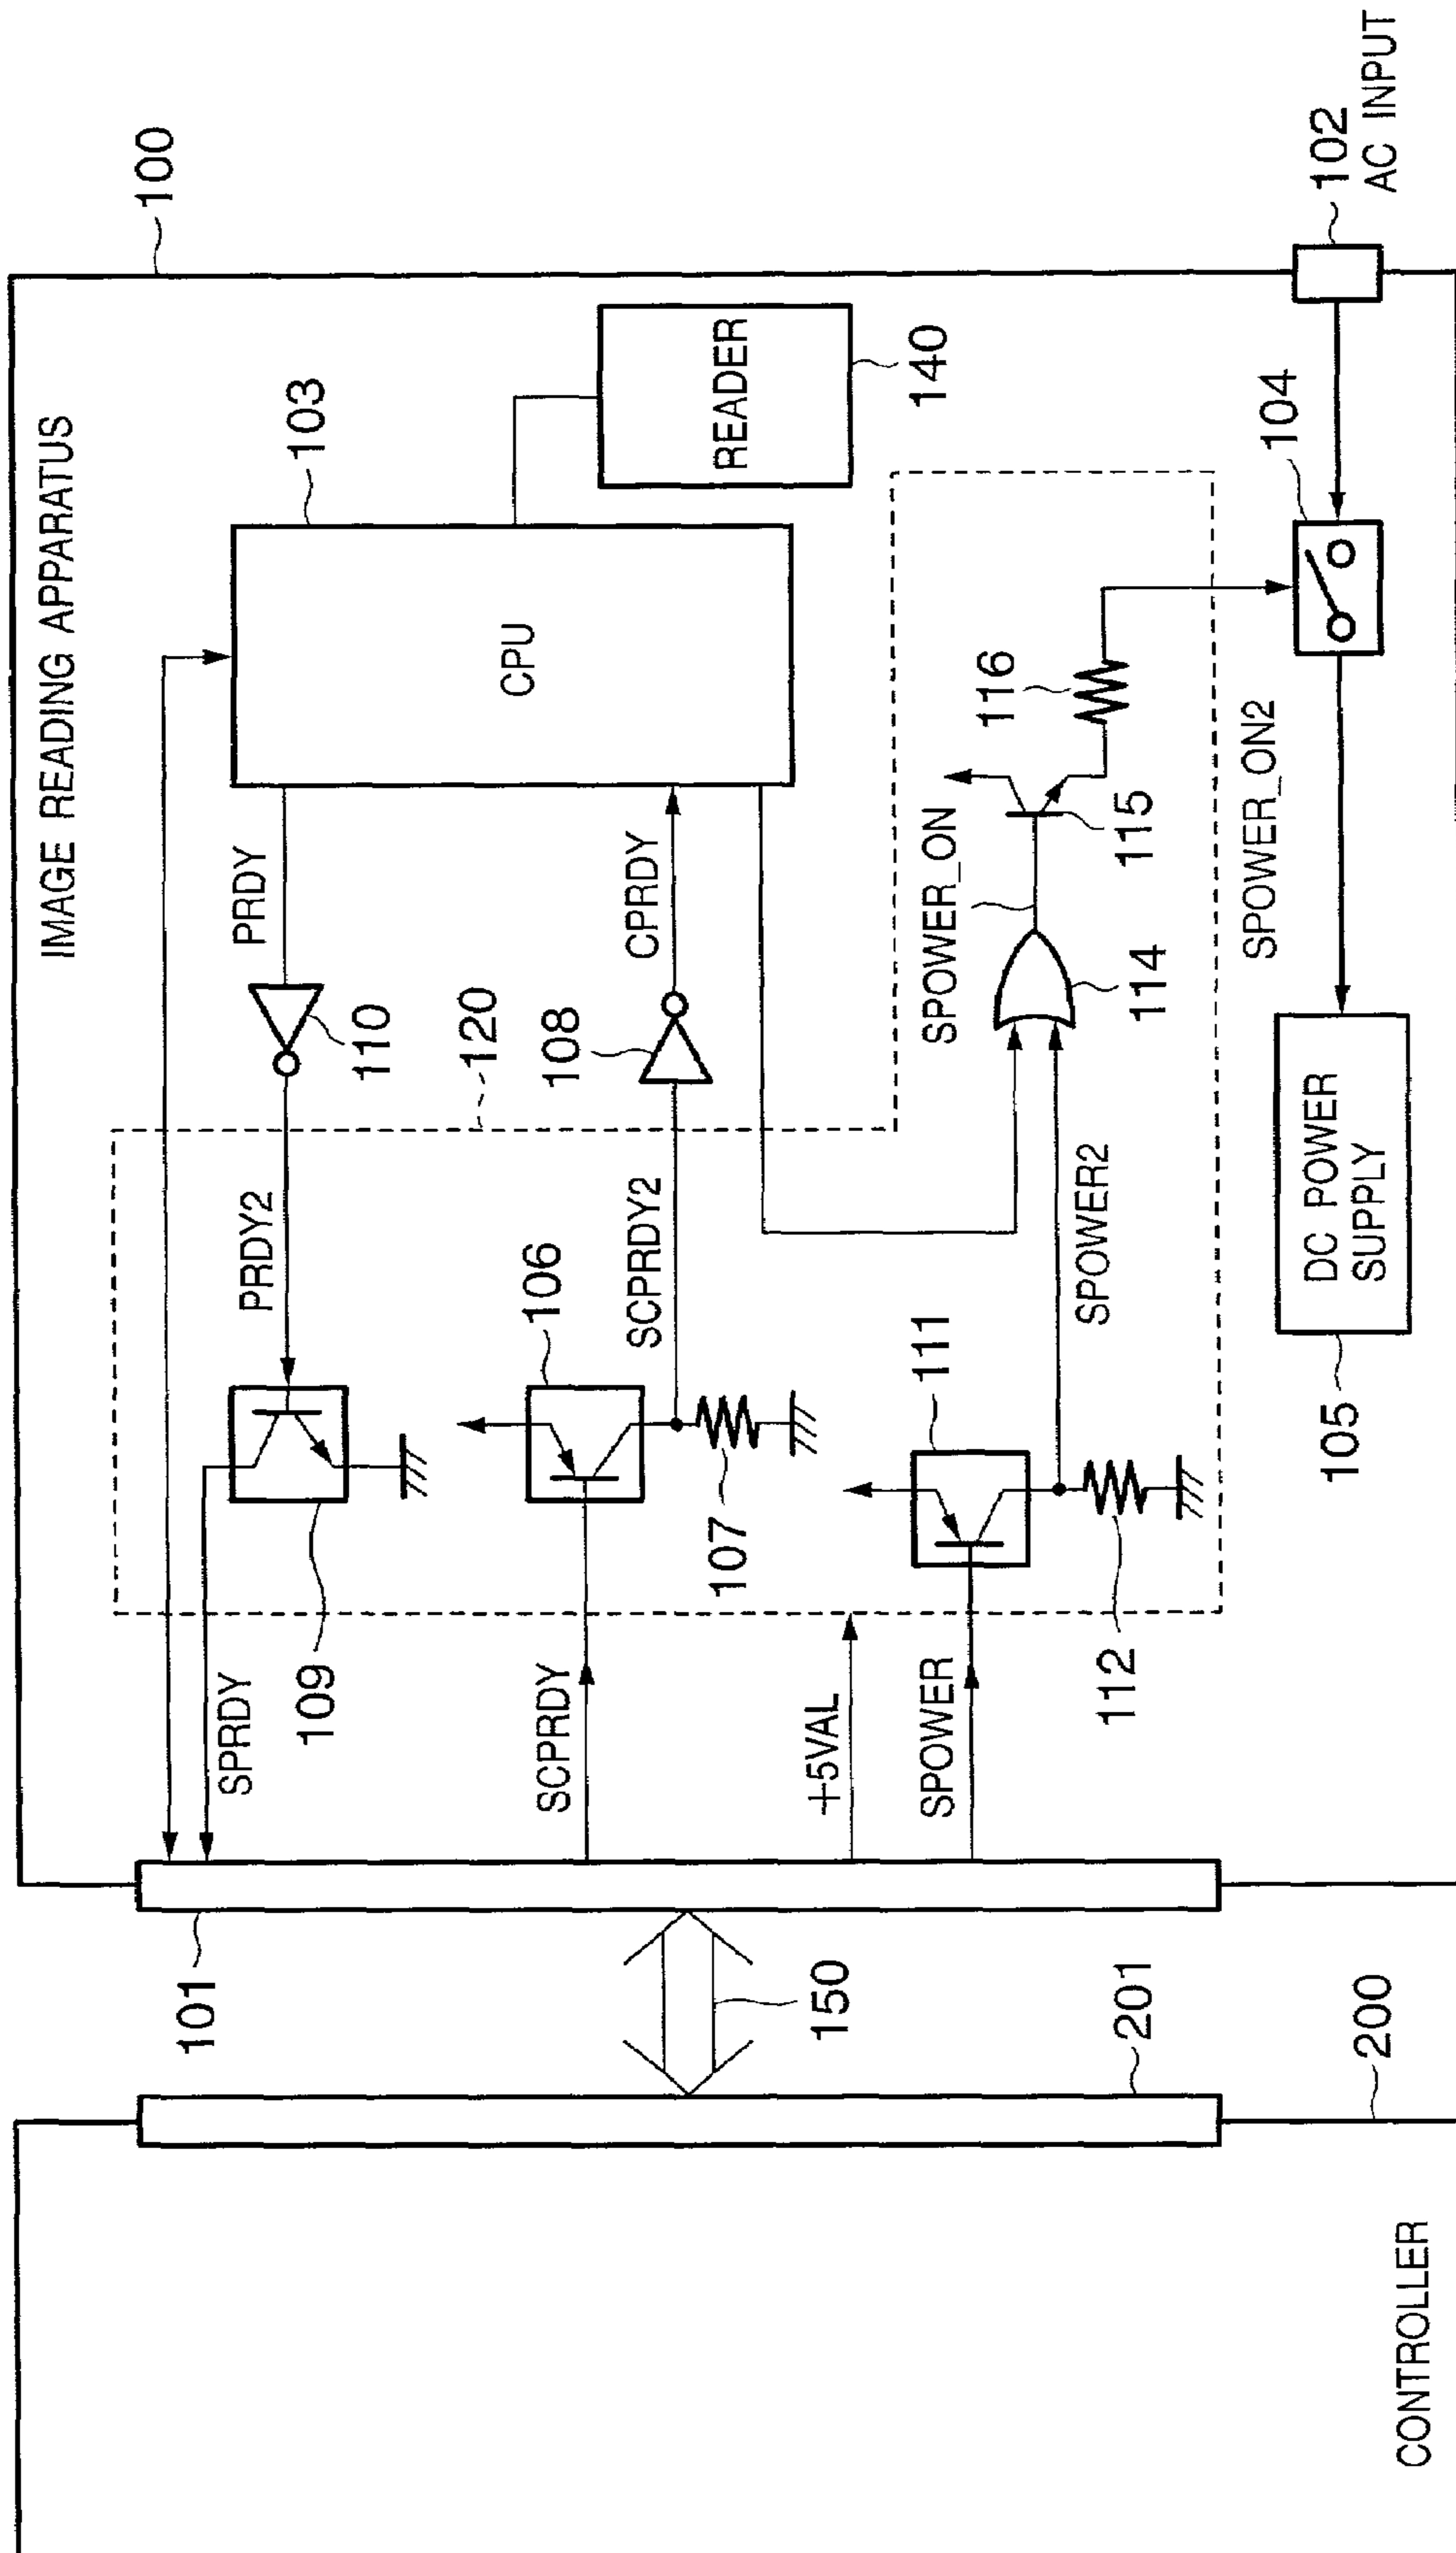 IMAGE READING APPARATUS
100
103
CPU
READER
140
PRDY
110
PRDY2
109
SPRDY
CPRDY
108
120
SCPRDY2
106
107
SCPRDY
+5VAL
SPOWER
111
112
SPOWER2
114
SPOWER_ON
115
116
SPOWER_ON2
104
102
AC INPUT
DC POWER
SUPPLY
105
101
150
201
200
CONTROLLER